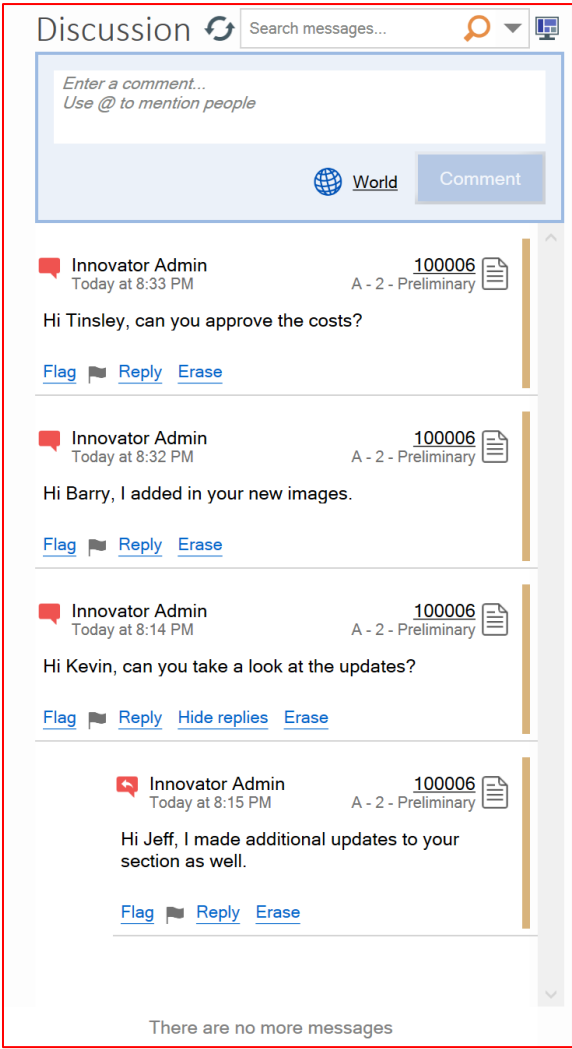 Discussion
Search messages...
Enter a comment...
Use @ to mention people
World
Comment
Innovator Admin
100006
Today at 8:33 PM
A - 2 - Preliminary
Hi Tinsley, can you approve the costs?
Flag Reply Erase
Innovator Admin
100006
Today at 8:32 PM
A - 2 - Preliminary
Hi Barry, I added in your new images.
Flag Reply Erase
Innovator Admin
100006
Today at 8:14 PM
A - 2 - Preliminary
Hi Kevin, can you take a look at the updates?
Flag Reply Hide replies Erase
Innovator Admin
100006
Today at 8:15 PM
A - 2 - Preliminary
Hi Jeff, I made additional updates to your
section as well.
Flag Reply Erase
There are no more messages